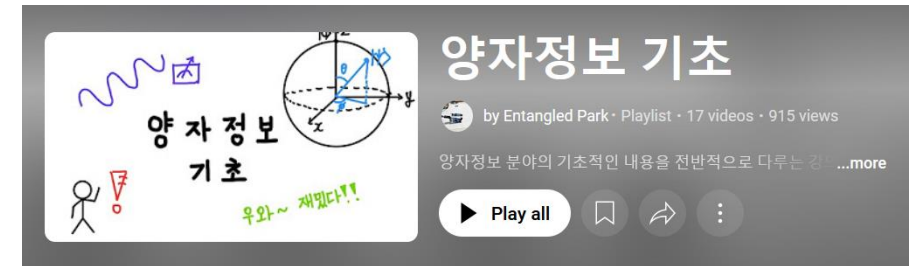 양자정보
기초
우와~ 재밌다!!
z
y
x
θ
양자정보 기초
by Entangled Park • Playlist • 17 videos • 915 views
양자정보 분야의 기초적인 내용을 전반적으로 다루는 ...more
Play all